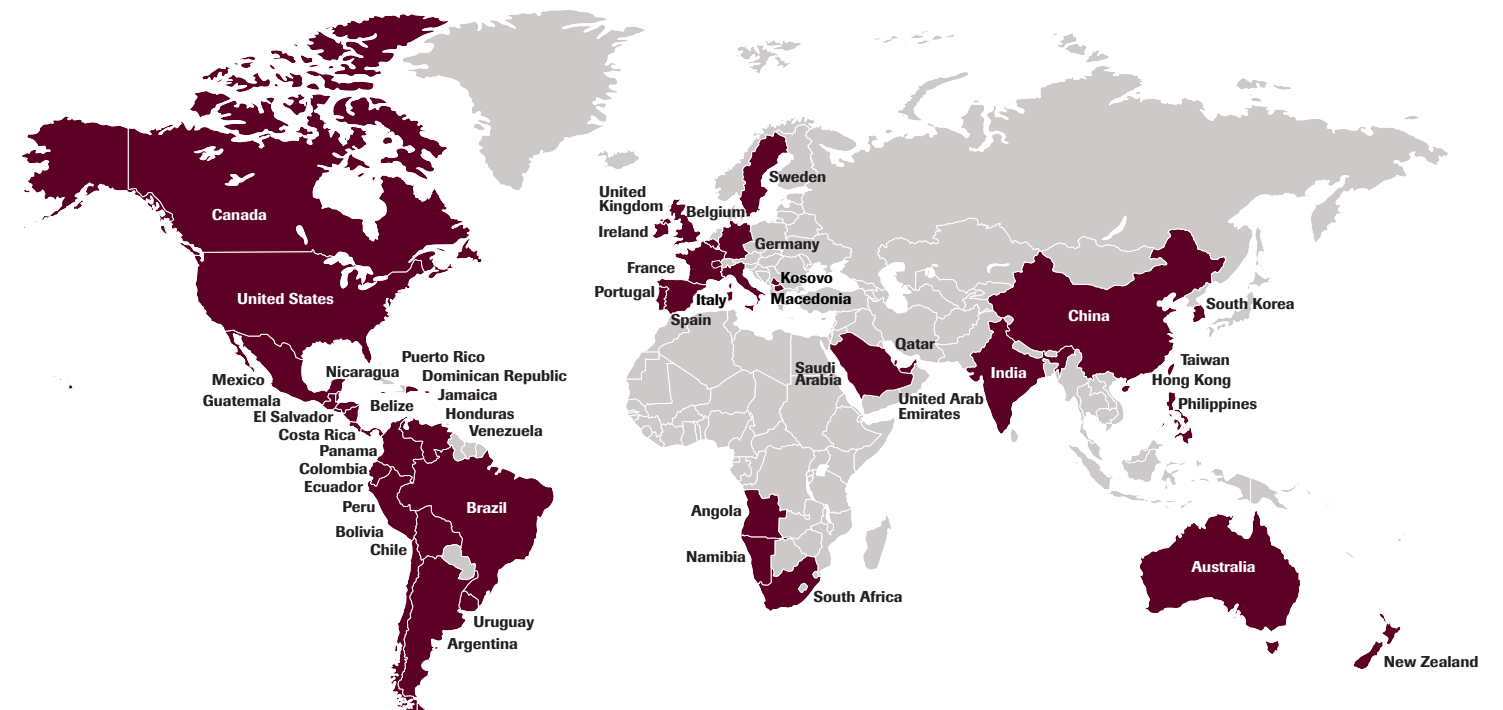 Canada
United States
Mexico
Guatemala
El Salvador
Costa Rica
Panama
Colombia
Ecuador
Peru
Bolivia
Chile
Nicaragua
Belize
Puerto Rico
Dominican Republic
Jamaica
Honduras
Venezuela
Brazil
Uruguay
Argentina
United
Kingdom
Ireland
France
Portugal
Spain
Italy
Belgium
Sweden
Germany
Kosovo
Macedonia
Angola
Namibia
South Africa
Saudi
Arabia
Qatar
United Arab
Emirates
India
China
South Korea
Taiwan
Hong Kong
Philippines
Australia
New Zealand